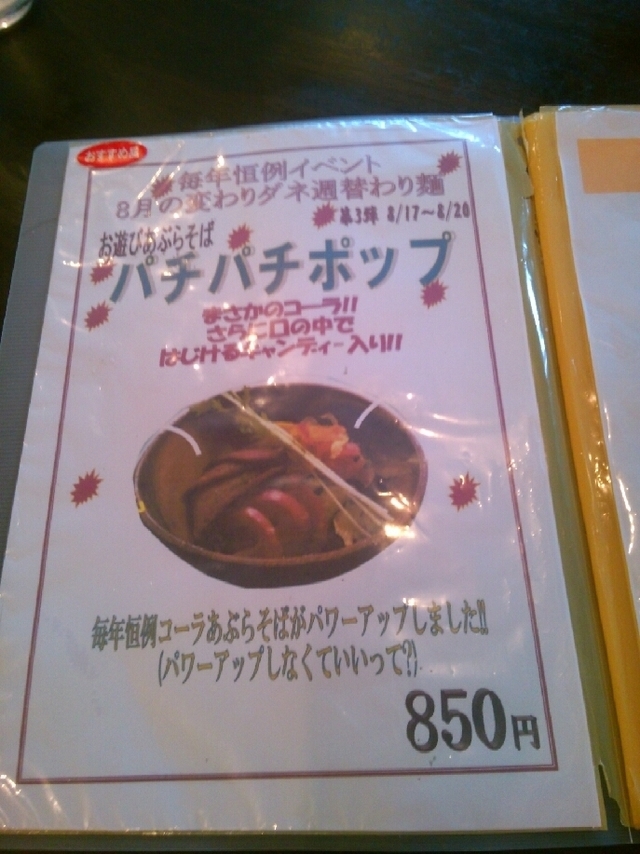 おすすめ麺
毎年恒例イベント
8月の変わりダネ週替わり麺
第3弾 8/17～8/20
お遊びあぶらそば
パチパチポップ
まさかのコーラ!!
さらに口の中で
はじけるキャンディー入り!!
毎年恒例コーラあぶらそばがパワーアップしました!!
(パワーアップしなくていいって?)
850円